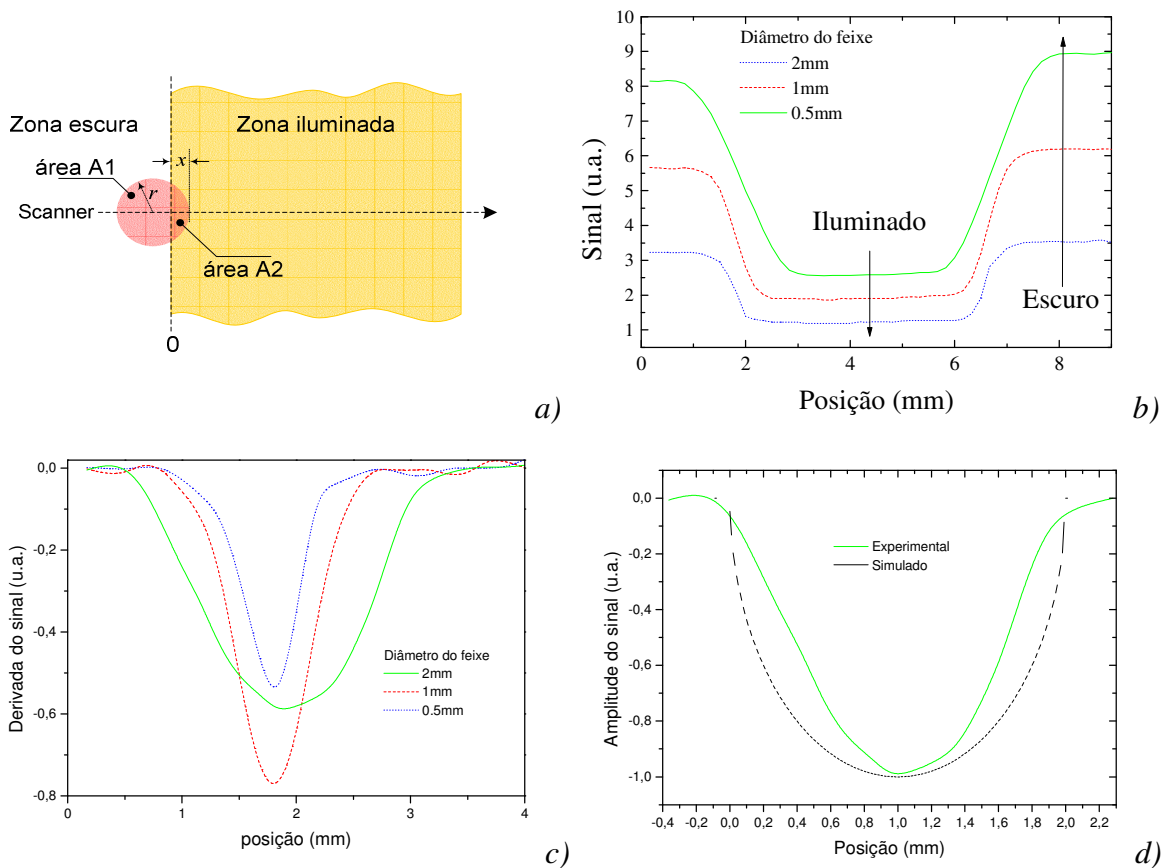 Zona escura
Zona iluminada
área A1
x
r
Scanner
área A2
0
a)
Diâmetro do feixe
2mm
1mm
0.5mm
Iluminado
Escuro
Sinal (u.a.)
10
9
8
7
6
5
4
3
2
1
0 2 4 6 8
Posição (mm)
b)
0,0
-0,2
-0,4
-0,6
-0,8
Derivada do sinal (u.a.)
Diâmetro do feixe
2mm
1mm
0.5mm
0 1 2 3 4
posição (mm)
c)
0,0
-0,2
-0,4
-0,6
-0,8
-1,0
Amplitude do sinal (u.a.)
Experimental
Simulado
-0,4 -0,2 0,0 0,2 0,4 0,6 0,8 1,0 1,2 1,4 1,6 1,8 2,0 2,2
Posição (mm)
d)